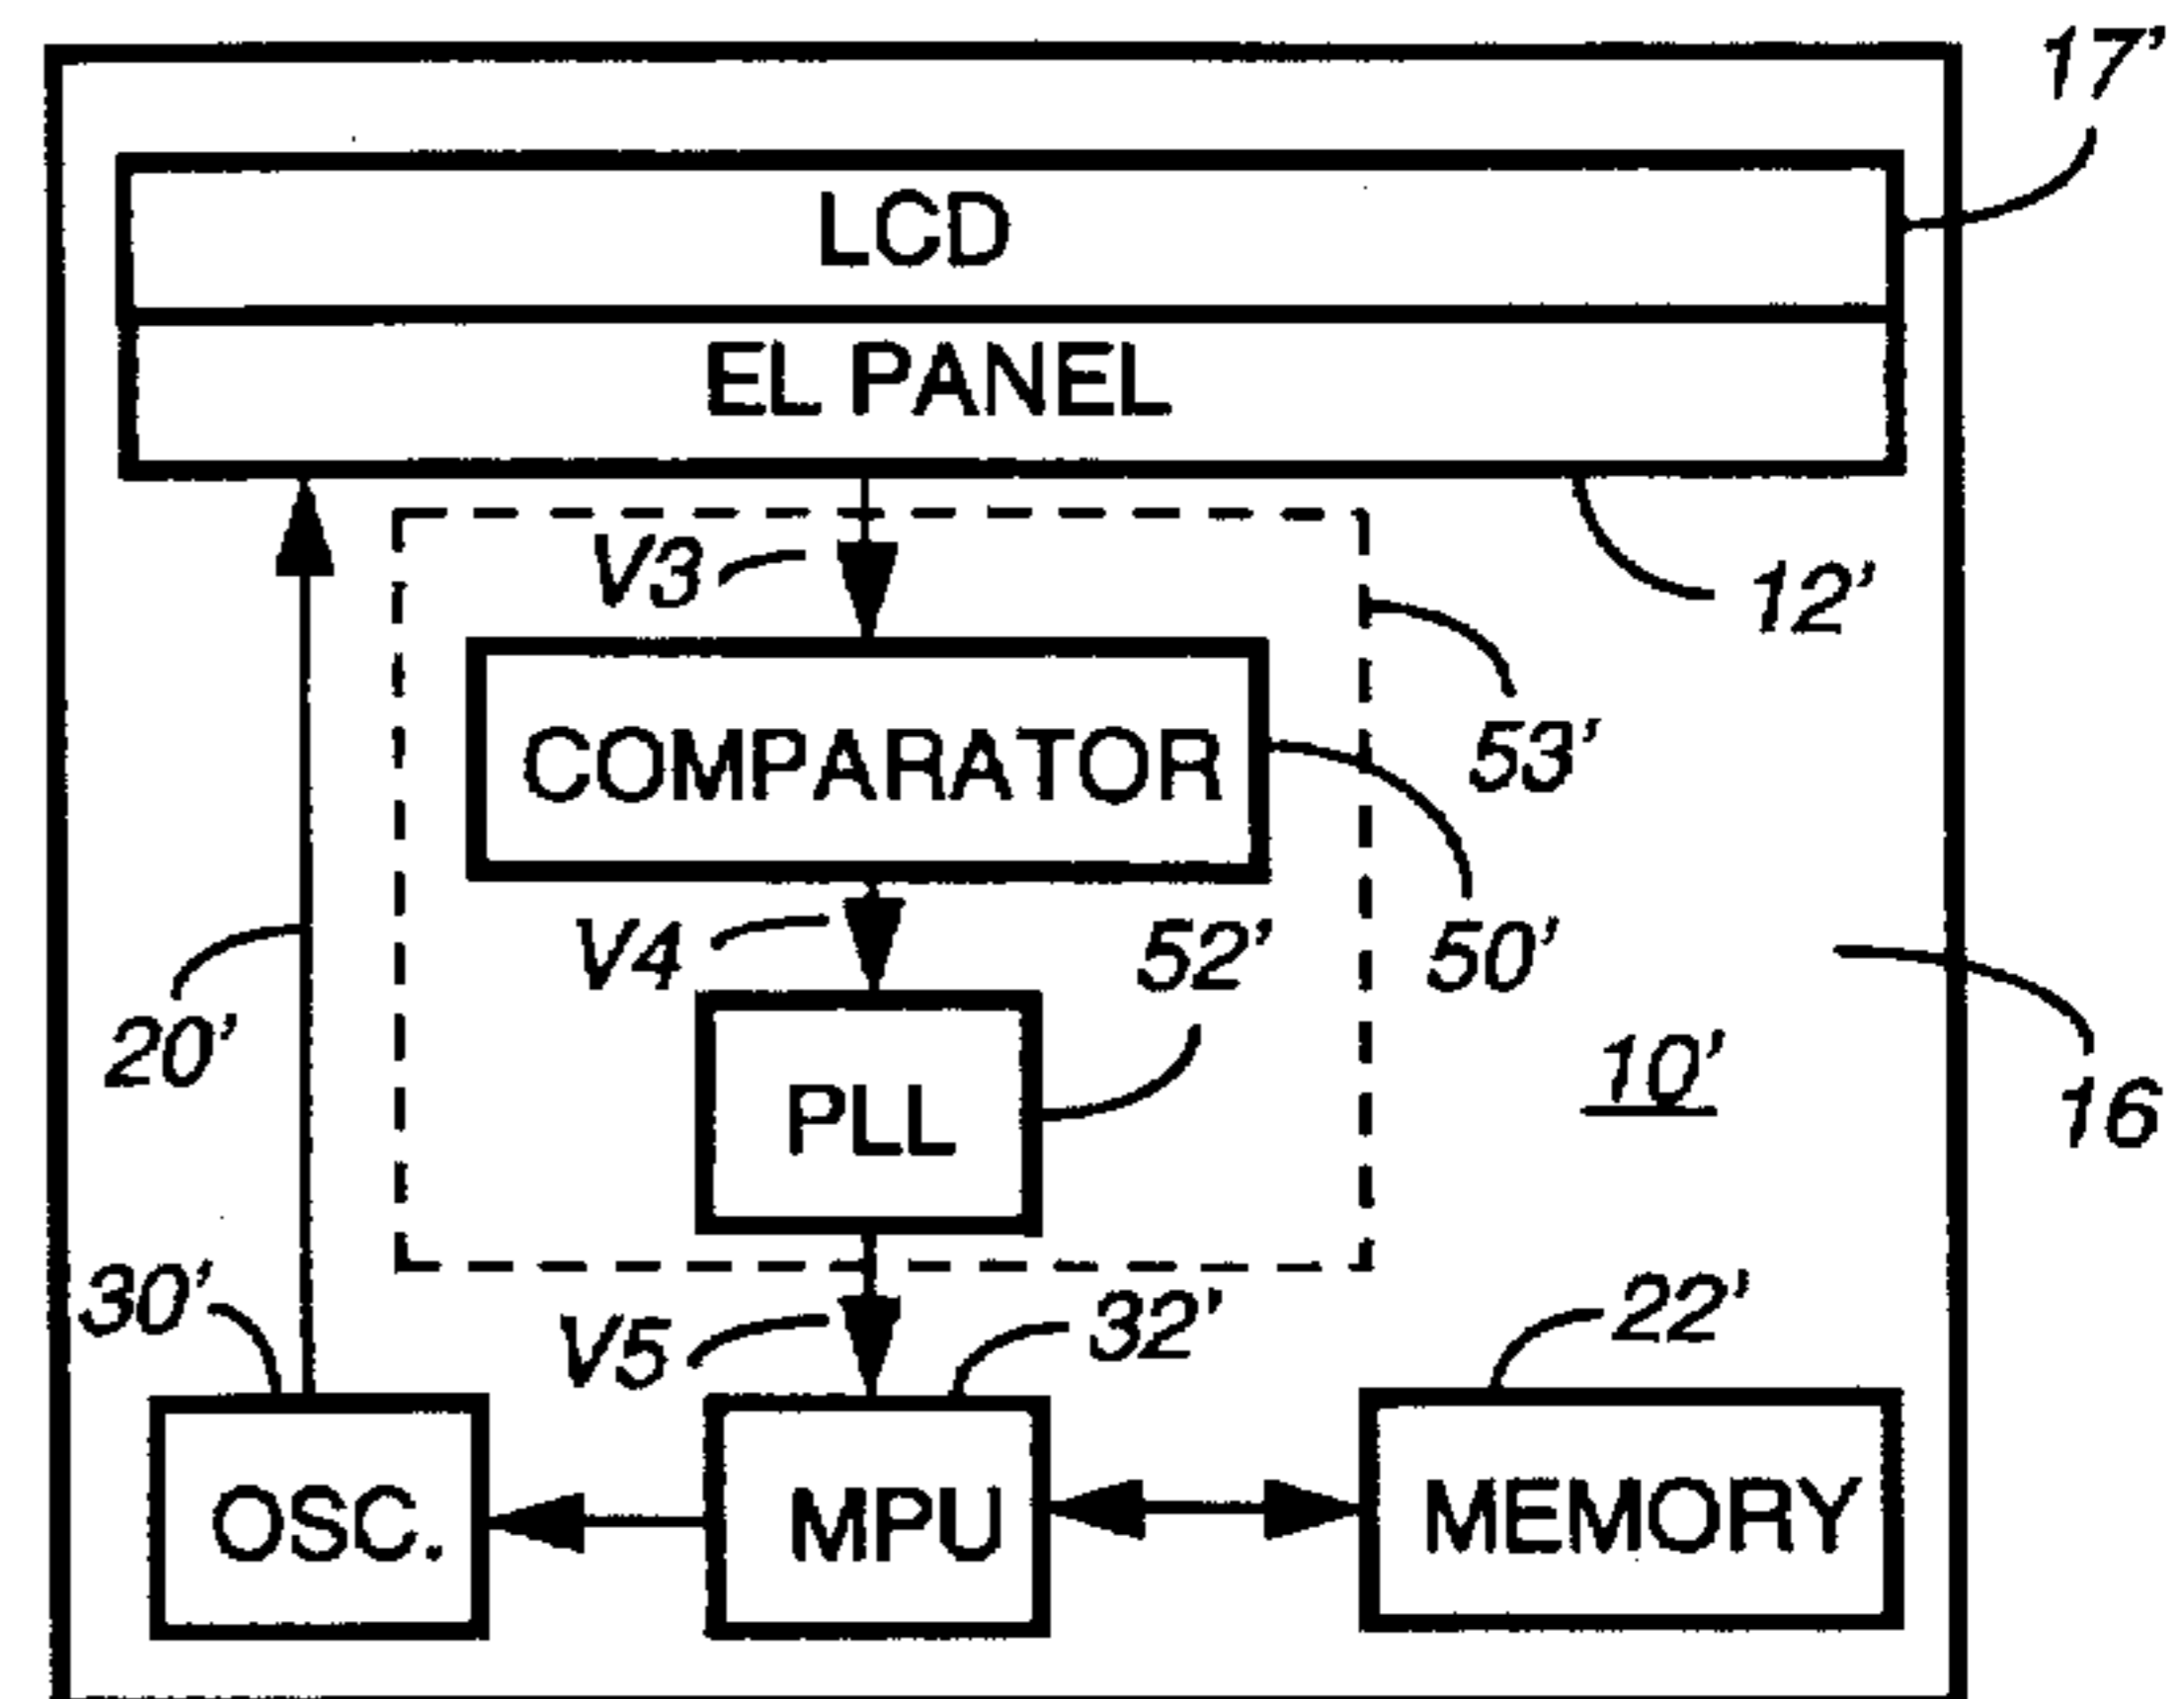 17'
LCD
EL PANEL
V3
12'
COMPARATOR
53'
V4
52'
50'
20'
10'
16
PLL
30'
V5
32'
22'
OSC.
MPU
MEMORY